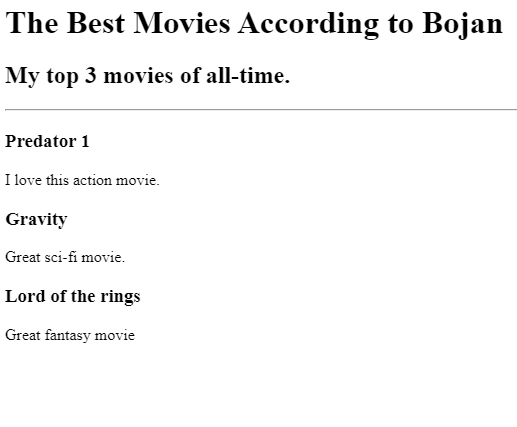 The Best Movies According to Bojan
My top 3 movies of all-time.
Predator 1
I love this action movie.
Gravity
Great sci-fi movie.
Lord of the rings
Great fantasy movie